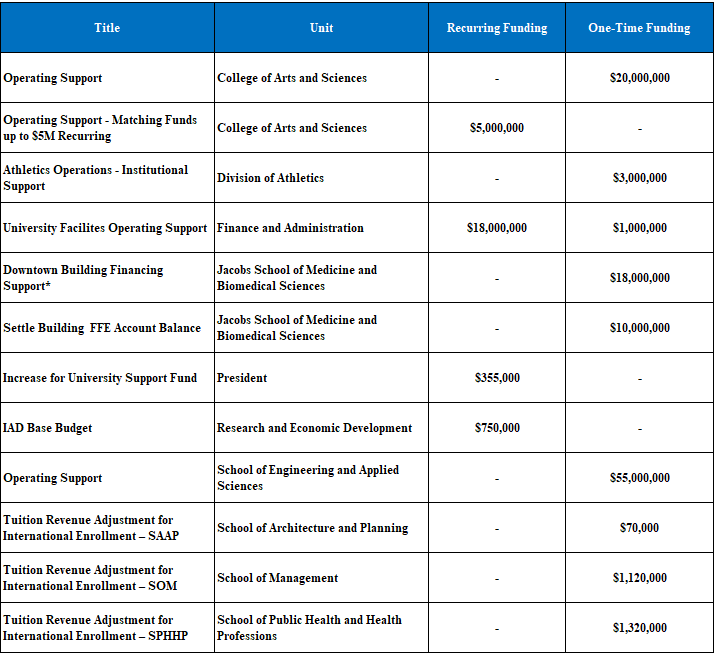 Title Unit Recurring Funding One-Time Funding
Operating Support College of Arts and Sciences - $20,000,000
Operating Support - Matching Funds
up to $5M Recurring College of Arts and Sciences $5,000,000 -
Athletics Operations - Institutional
Support Division of Athletics - $3,000,000
University Facilites Operating Support Finance and Administration $18,000,000 $1,000,000
Downtown Building Financing
Support* Jacobs School of Medicine and
Biomedical Sciences - $18,000,000
Settle Building FFE Account Balance Jacobs School of Medicine and
Biomedical Sciences - $10,000,000
Increase for University Support Fund President $355,000 -
IAD Base Budget Research and Economic Development $750,000 -
Operating Support School of Engineering and Applied
Sciences - $55,000,000
Tuition Revenue Adjustment for
International Enrollment – SAAP School of Architecture and Planning - $70,000
Tuition Revenue Adjustment for
International Enrollment – SOM School of Management - $1,120,000
Tuition Revenue Adjustment for
International Enrollment – SPHHP School of Public Health and Health
Professions - $1,320,000